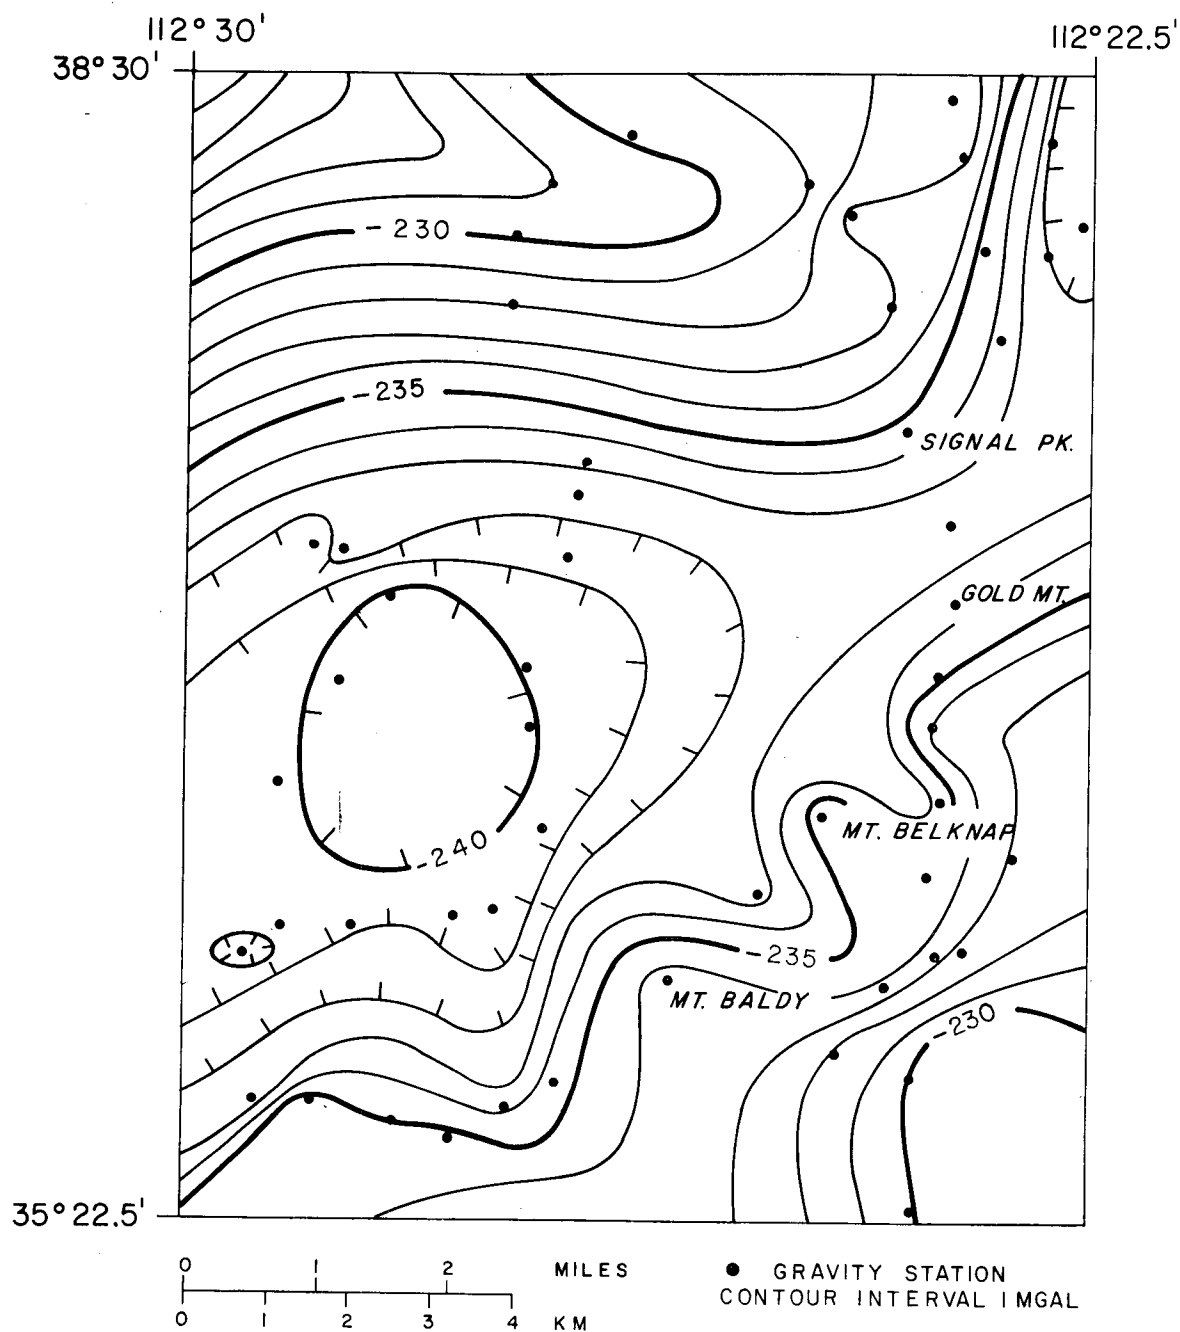 112° 30'
112° 22.5'
38° 30'
-230
-235
SIGNAL PK.
GOLD MT.
MT. BELKNAP
-240
-235
MT. BALDY
-230
35° 22.5'
0 1 2 MILES
0 1 2 3 4 KM
GRAVITY STATION
CONTOUR INTERVAL 1 MGAL